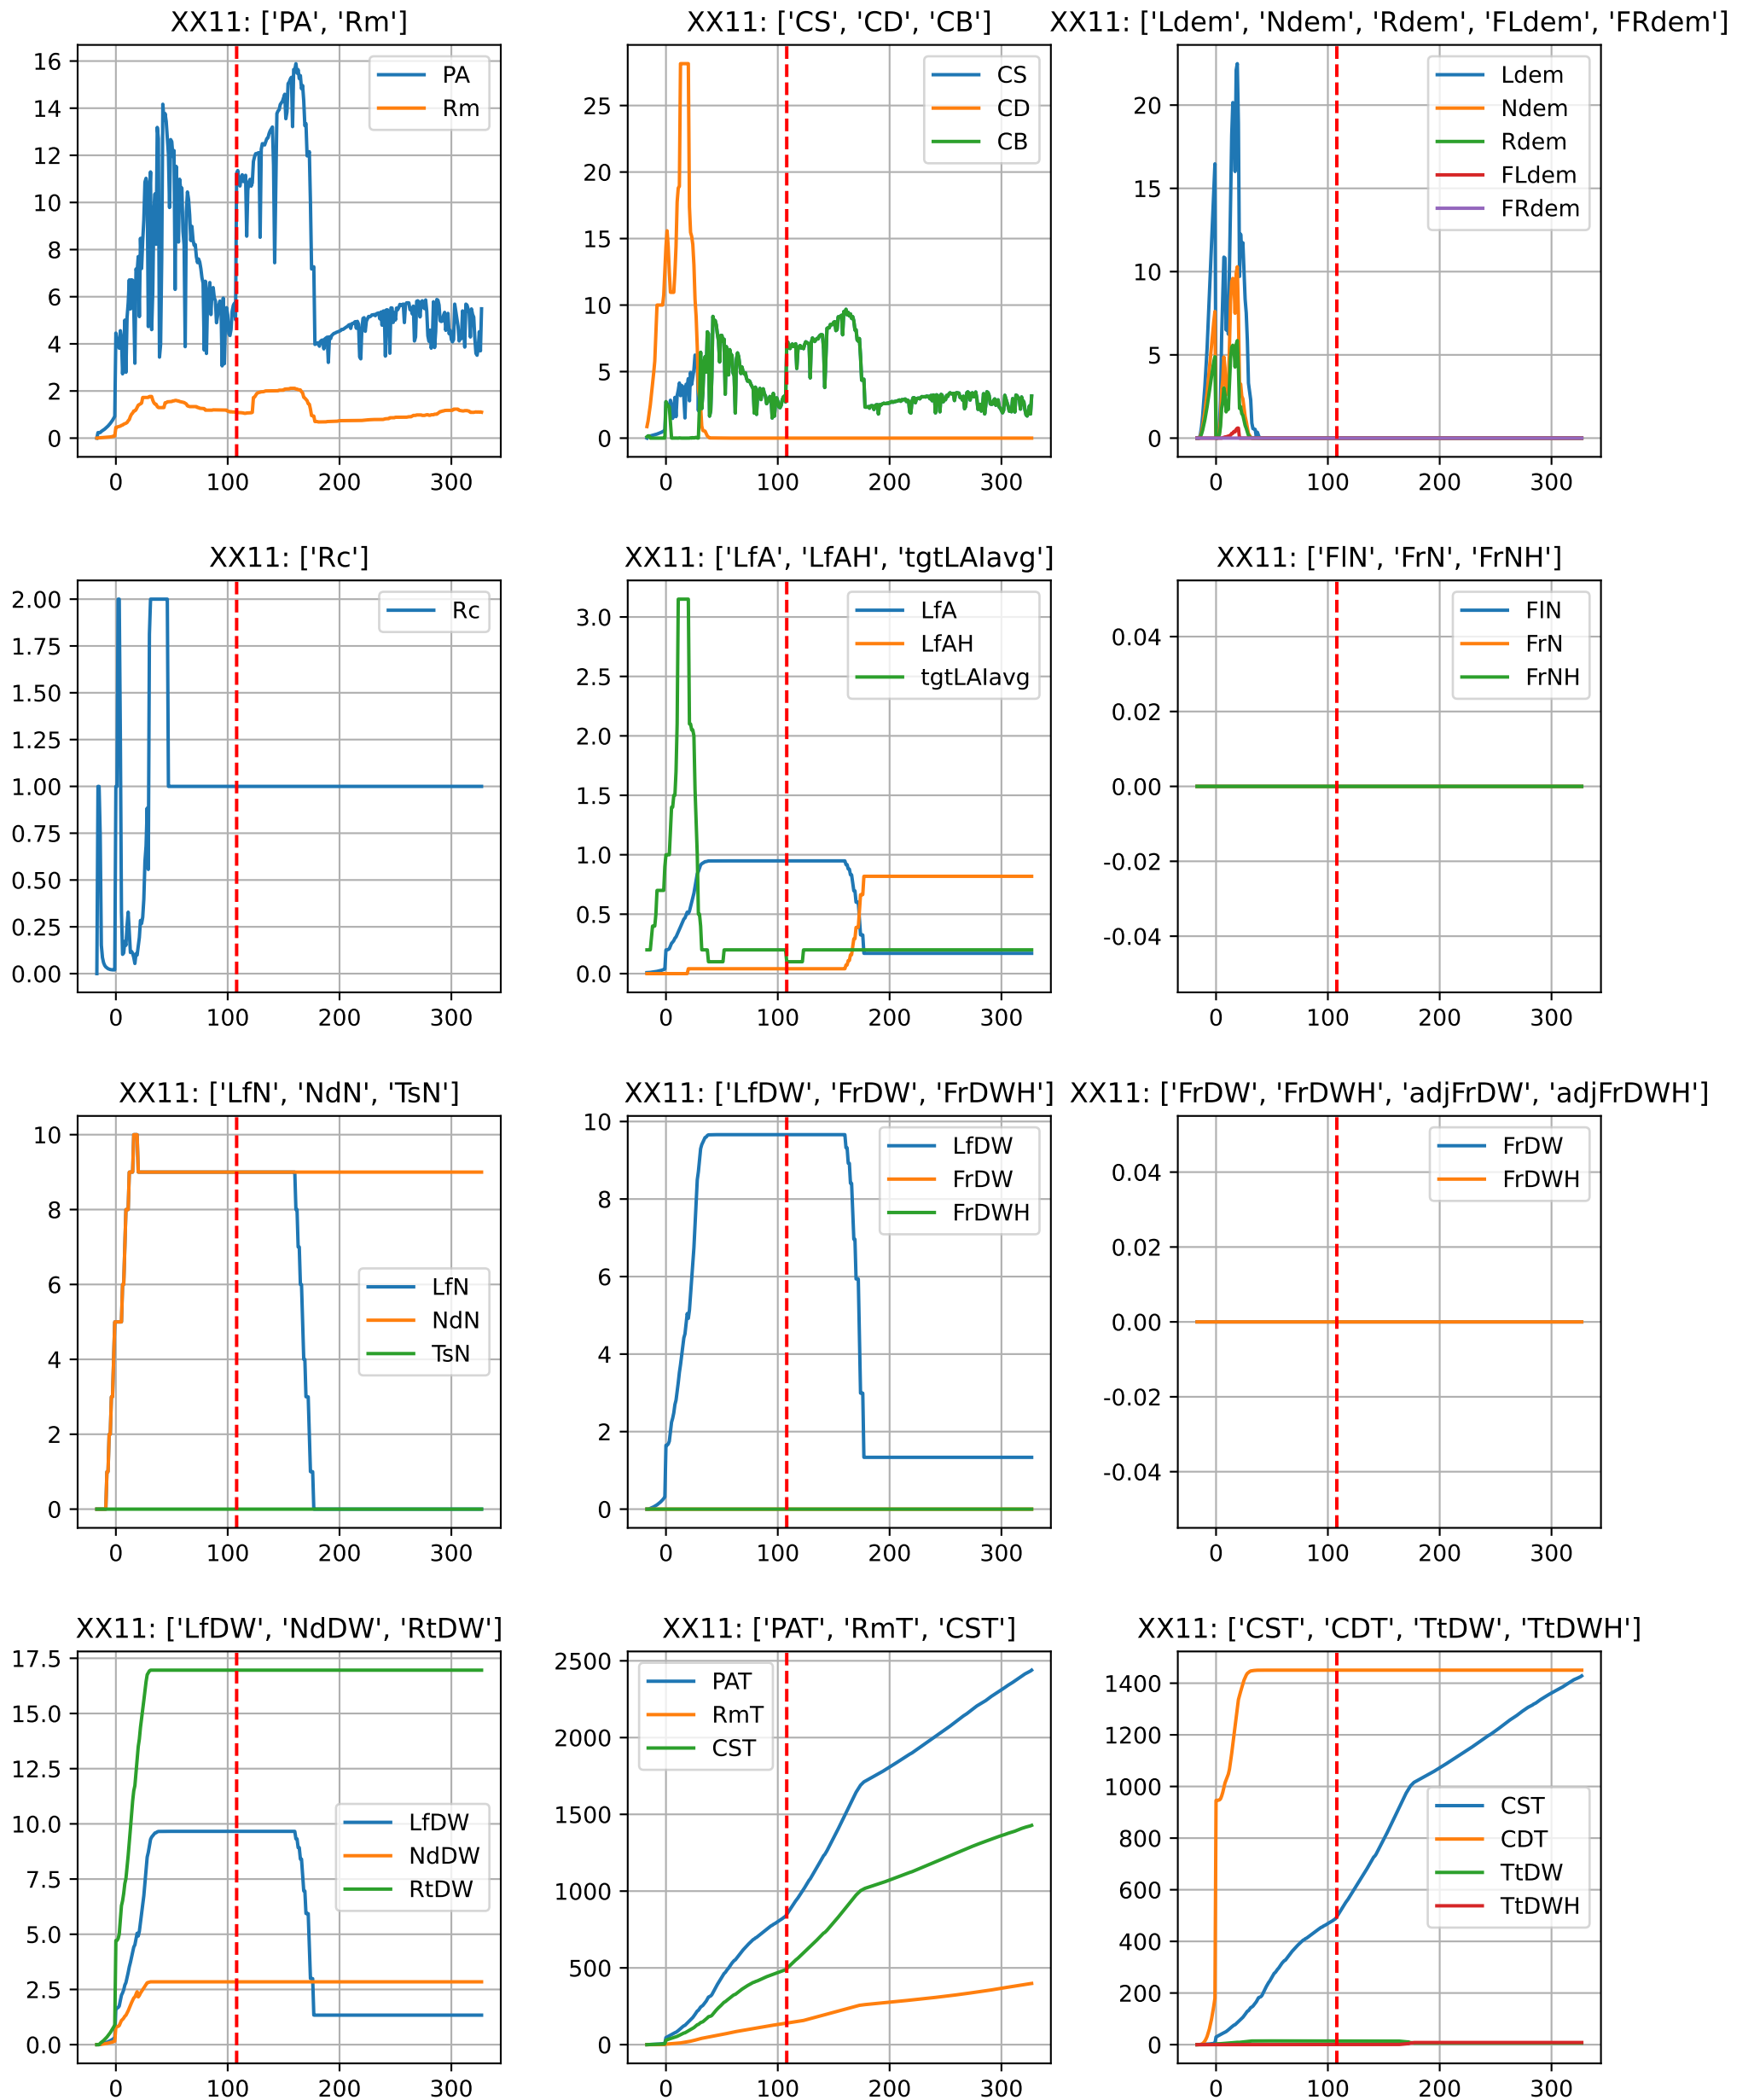 XX11: ['PA', 'Rm']
16
14
12
10
8
6
4
2
0
0 100 200 300
PA
Rm
XX11: ['CS', 'CD', 'CB']
25
20
15
10
5
0
0 100 200 300
CS
CD
CB
XX11: ['Ldem', 'Ndem', 'Rdem', 'FLdem', 'FRdem']
20
15
10
5
0
0 100 200 300
Ldem
Ndem
Rdem
FLdem
FRdem
XX11: ['Rc']
2.00
1.75
1.50
1.25
1.00
0.75
0.50
0.25
0.00
0 100 200 300
Rc
XX11: ['LfA', 'LfAH', 'tgtLAIavg']
3.0
2.5
2.0
1.5
1.0
0.5
0.0
0 100 200 300
LfA
LfAH
tgtLAIavg
XX11: ['FlN', 'FrN', 'FrNH']
0.04
0.02
0.00
-0.02
-0.04
0 100 200 300
FlN
FrN
FrNH
XX11: ['LfN', 'NdN', 'TsN']
10
8
6
4
2
0
0 100 200 300
LfN
NdN
TsN
XX11: ['LfDW', 'FrDW', 'FrDWH']
10
8
6
4
2
0
0 100 200 300
LfDW
FrDW
FrDWH
XX11: ['FrDW', 'FrDWH', 'adjFrDW', 'adjFrDWH']
0.04
0.02
0.00
-0.02
-0.04
0 100 200 300
FrDW
FrDWH
XX11: ['LfDW', 'NdDW', 'RtDW']
17.5
15.0
12.5
10.0
7.5
5.0
2.5
0.0
0 100 200 300
LfDW
NdDW
RtDW
XX11: ['PAT', 'RmT', 'CST']
2500
2000
1500
1000
500
0
0 100 200 300
PAT
RmT
CST
XX11: ['CST', 'CDT', 'TtDW', 'TtDWH']
1400
1200
1000
800
600
400
200
0
0 100 200 300
CST
CDT
TtDW
TtDWH